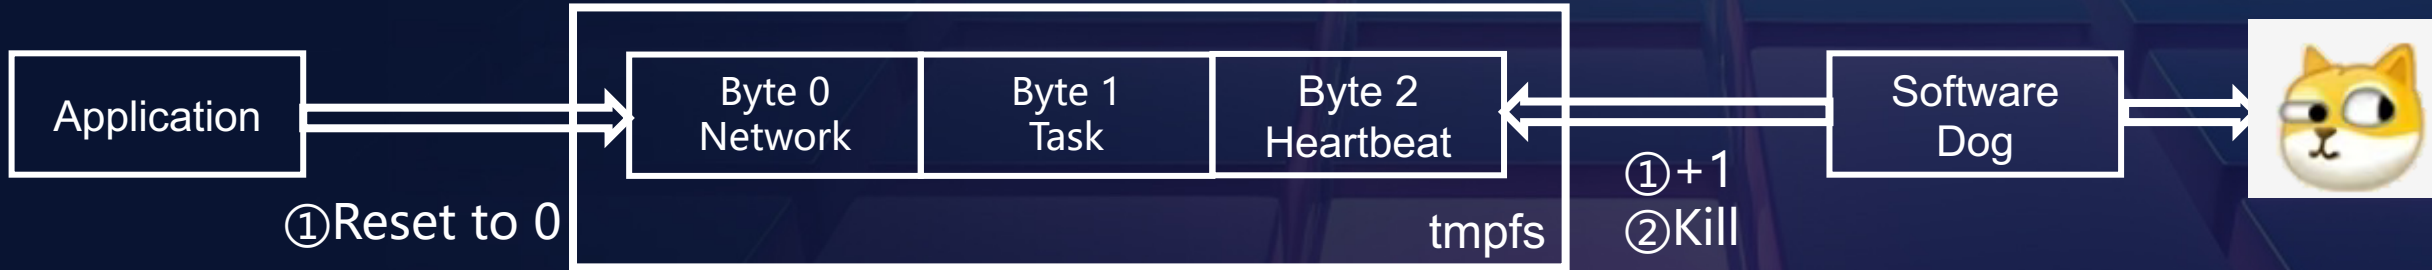 Application
①Reset to 0
Byte 0
Network
Byte 1
Task
Byte 2
Heartbeat
tmpfs
①+1
②Kill
Software
Dog